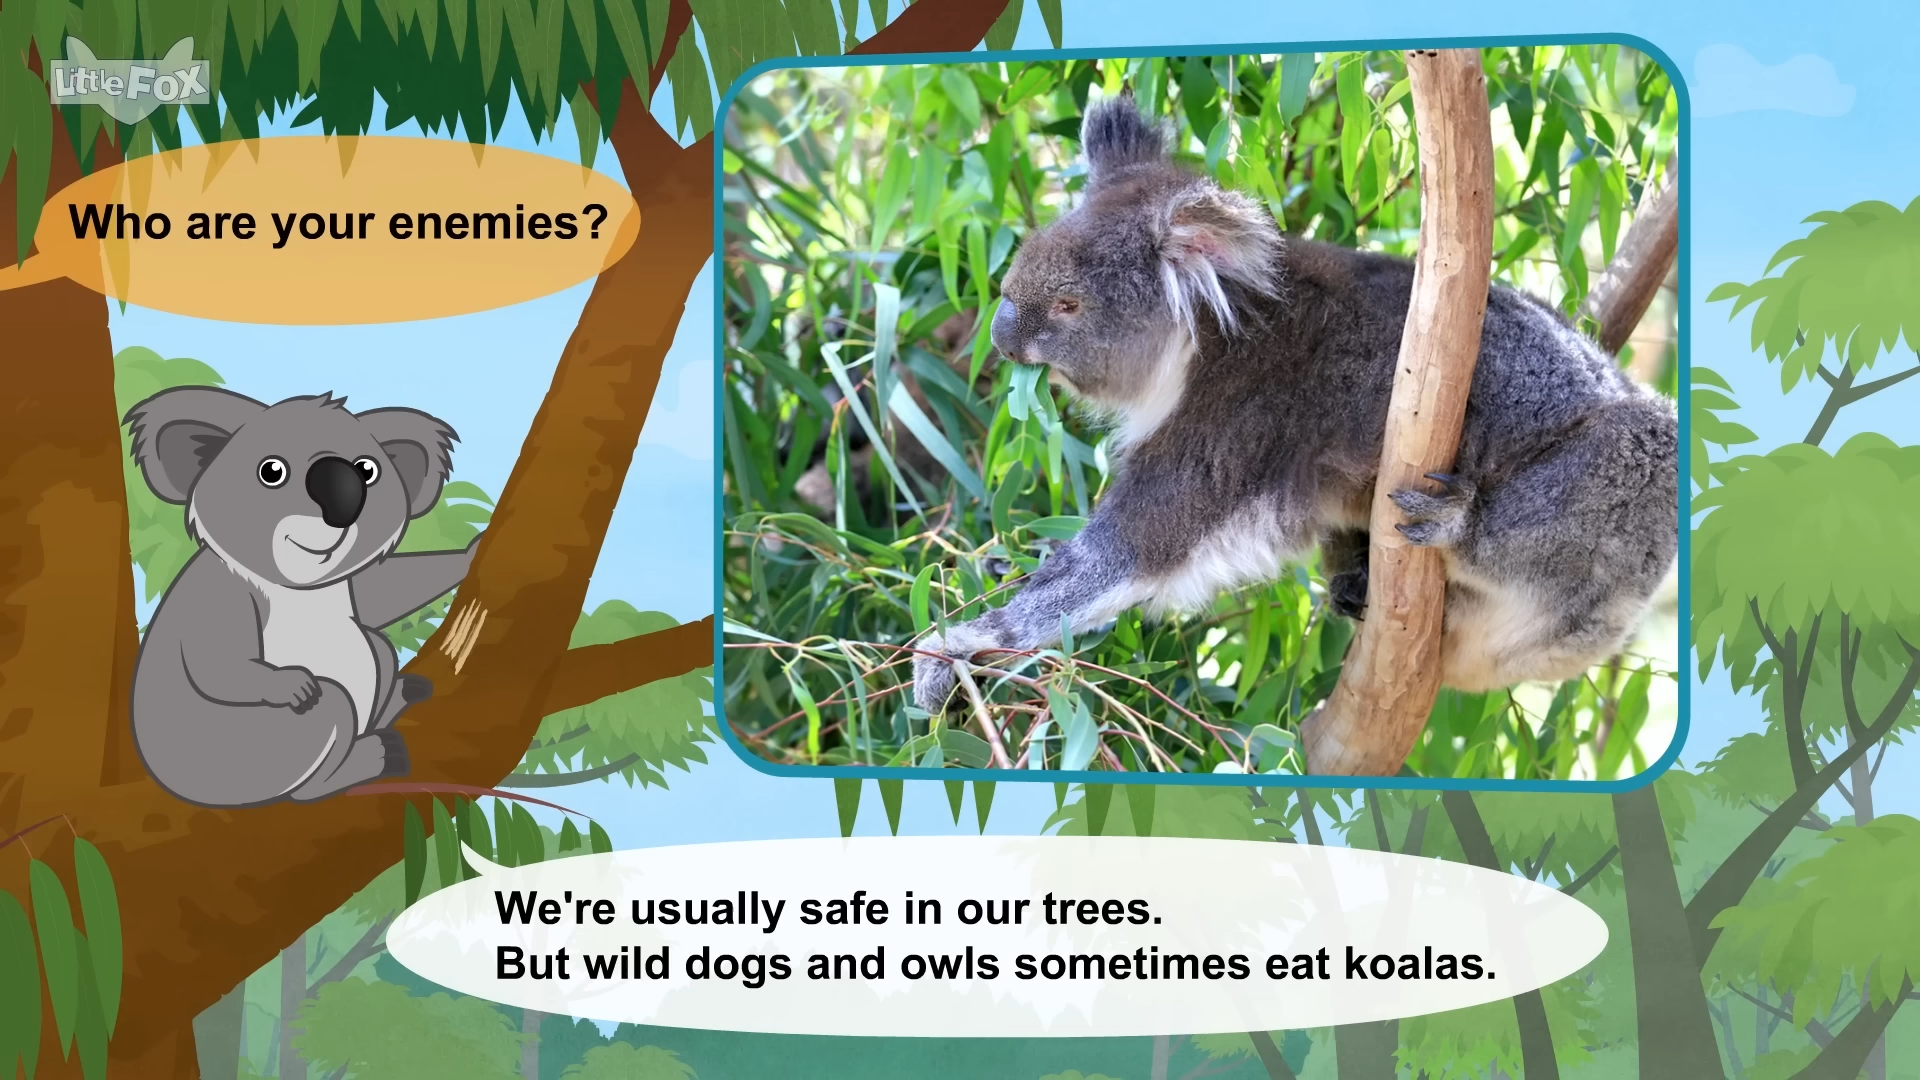 Little Fox
Who are your enemies?
We're usually safe in our trees.
But wild dogs and owls sometimes eat koalas.